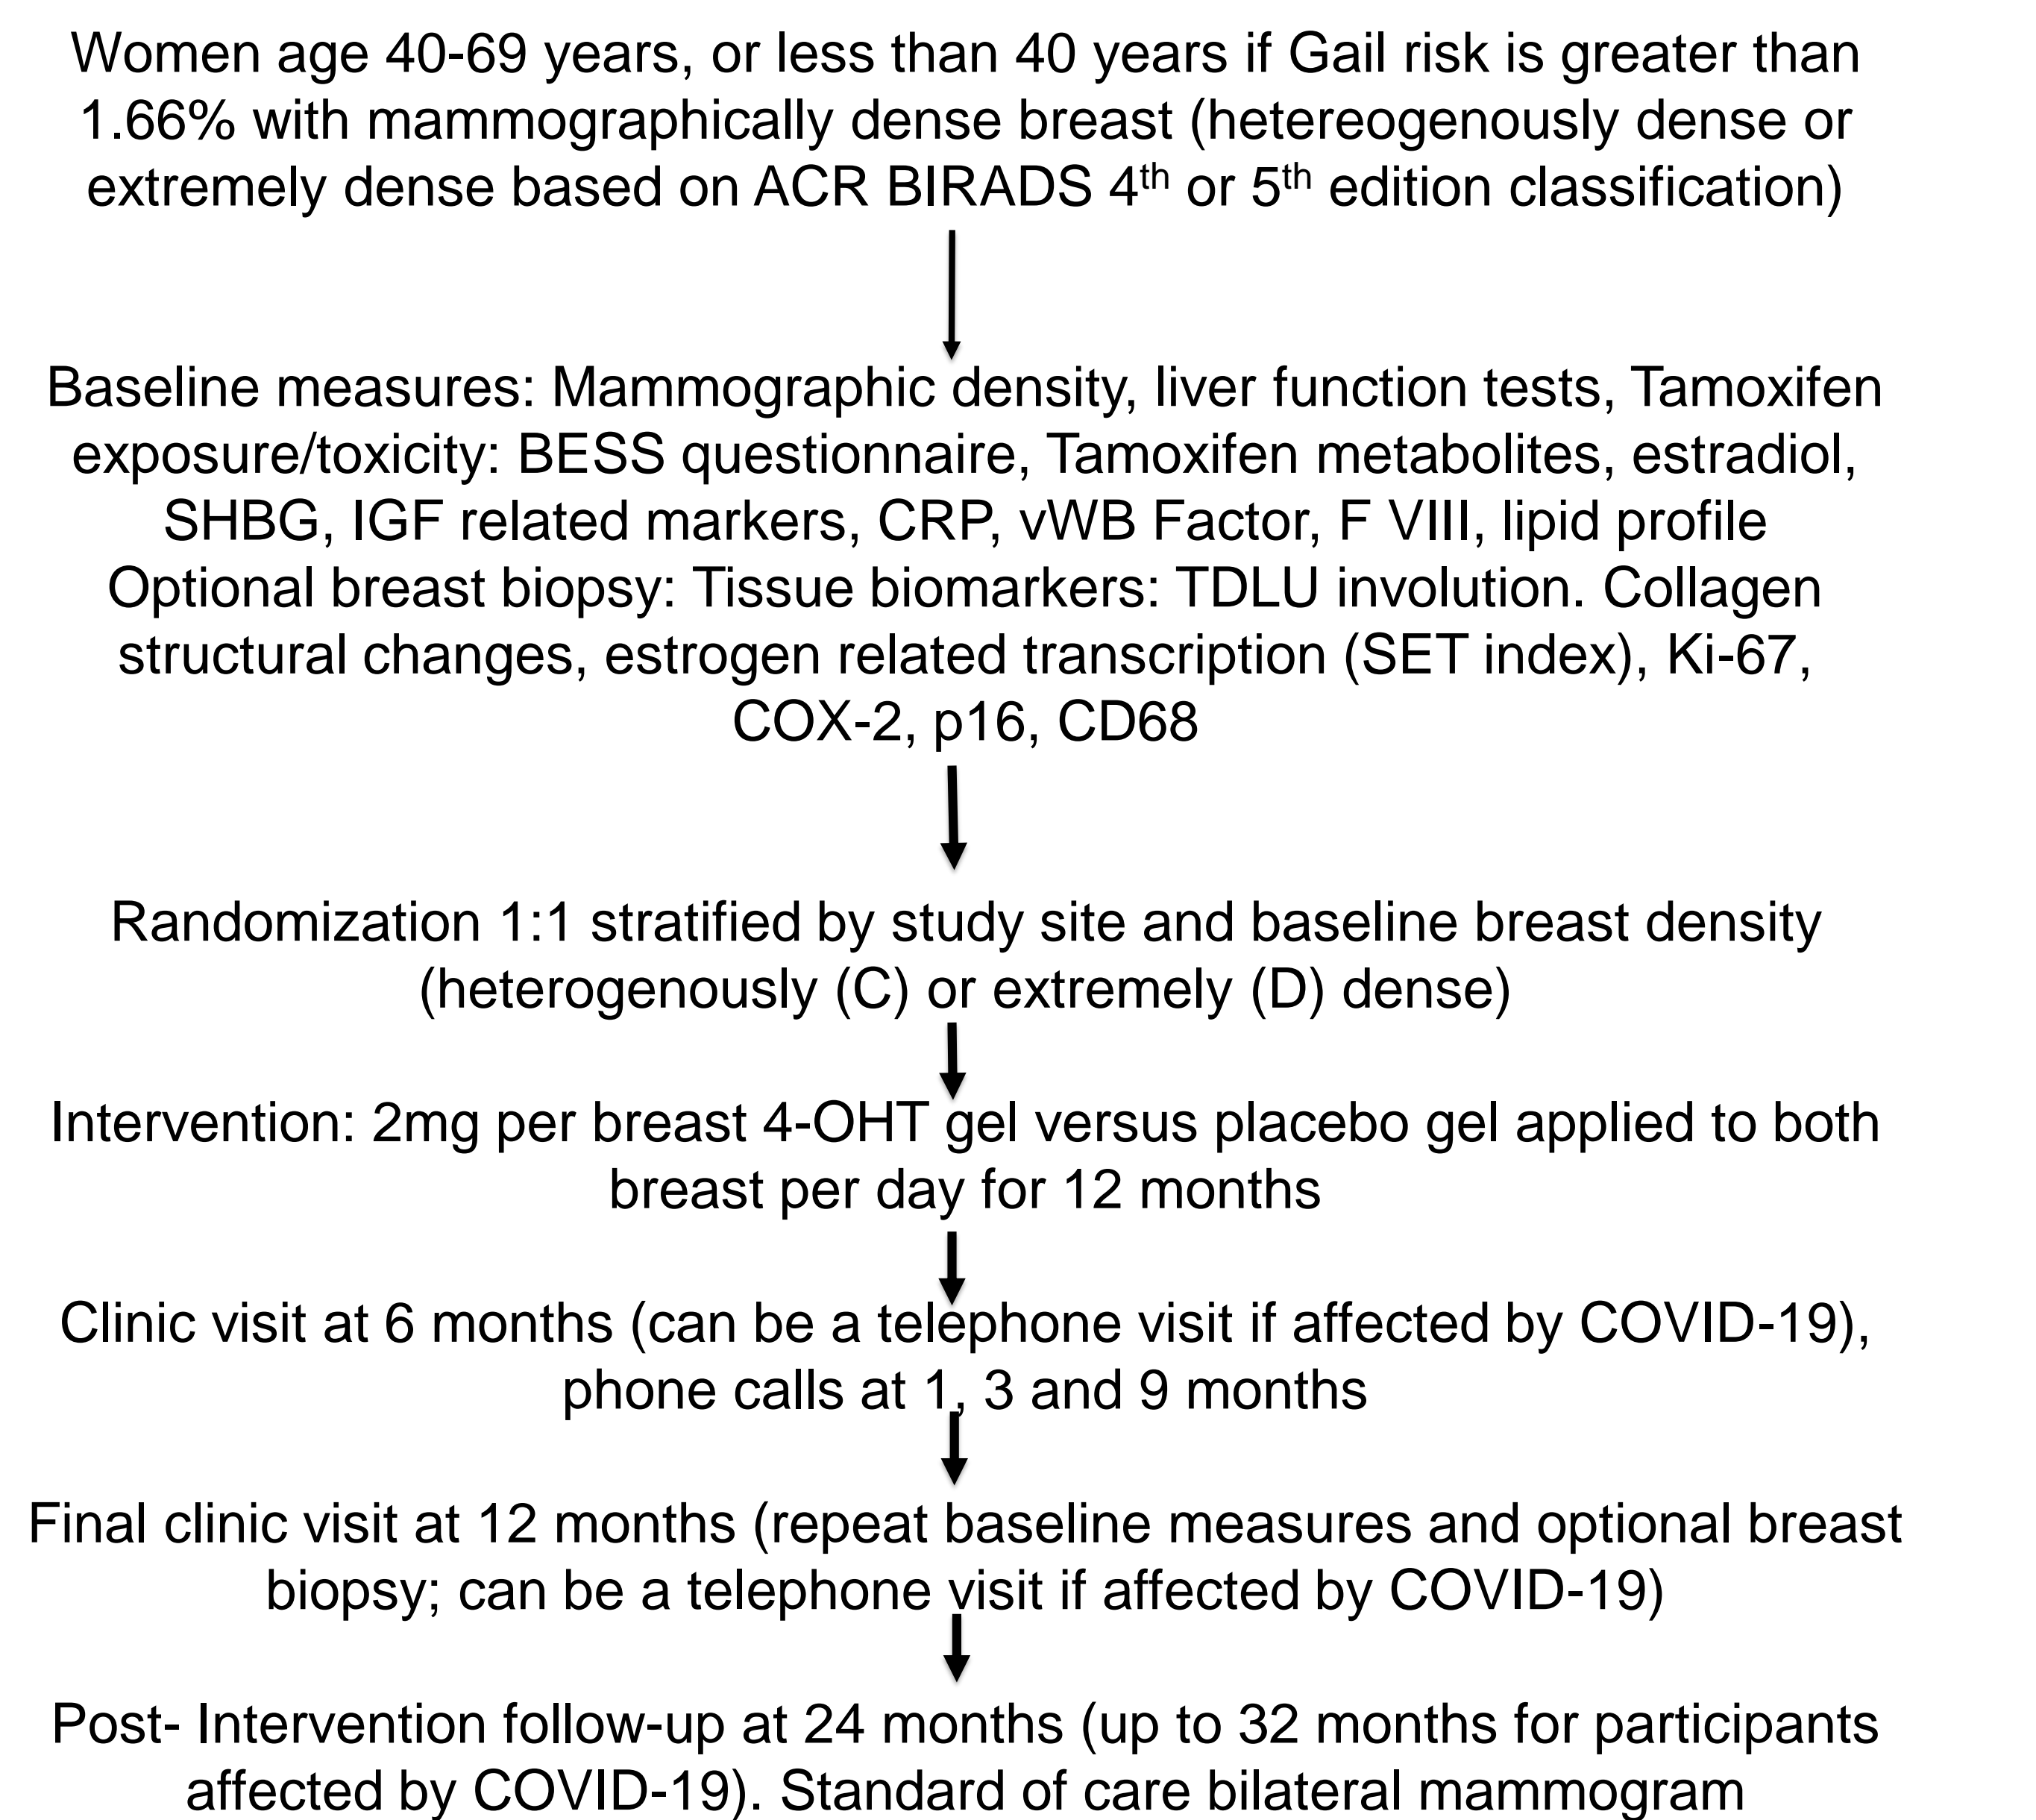 Women age 40-69 years, or less than 40 years if Gail risk is greater than
1.66% with mammographically dense breast (hetereogenously dense or
extremely dense based on ACR BIRADS 4th or 5th edition classification)
Baseline measures: Mammographic density, liver function tests, Tamoxifen
exposure/toxicity: BESS questionnaire, Tamoxifen metabolites, estradiol,
SHBG, IGF related markers, CRP, vWB Factor, F VIII, lipid profile
Optional breast biopsy: Tissue biomarkers: TDLU involution. Collagen
structural changes, estrogen related transcription (SET index), Ki-67,
COX-2, p16, CD68
Randomization 1:1 stratified by study site and baseline breast density
(heterogenously (C) or extremely (D) dense)
Intervention: 2mg per breast 4-OHT gel versus placebo gel applied to both
breast per day for 12 months
Clinic visit at 6 months (can be a telephone visit if affected by COVID-19),
phone calls at 1, 3 and 9 months
Final clinic visit at 12 months (repeat baseline measures and optional breast
biopsy; can be a telephone visit if affected by COVID-19)
Post- Intervention follow-up at 24 months (up to 32 months for participants
affected by COVID-19). Standard of care bilateral mammogram